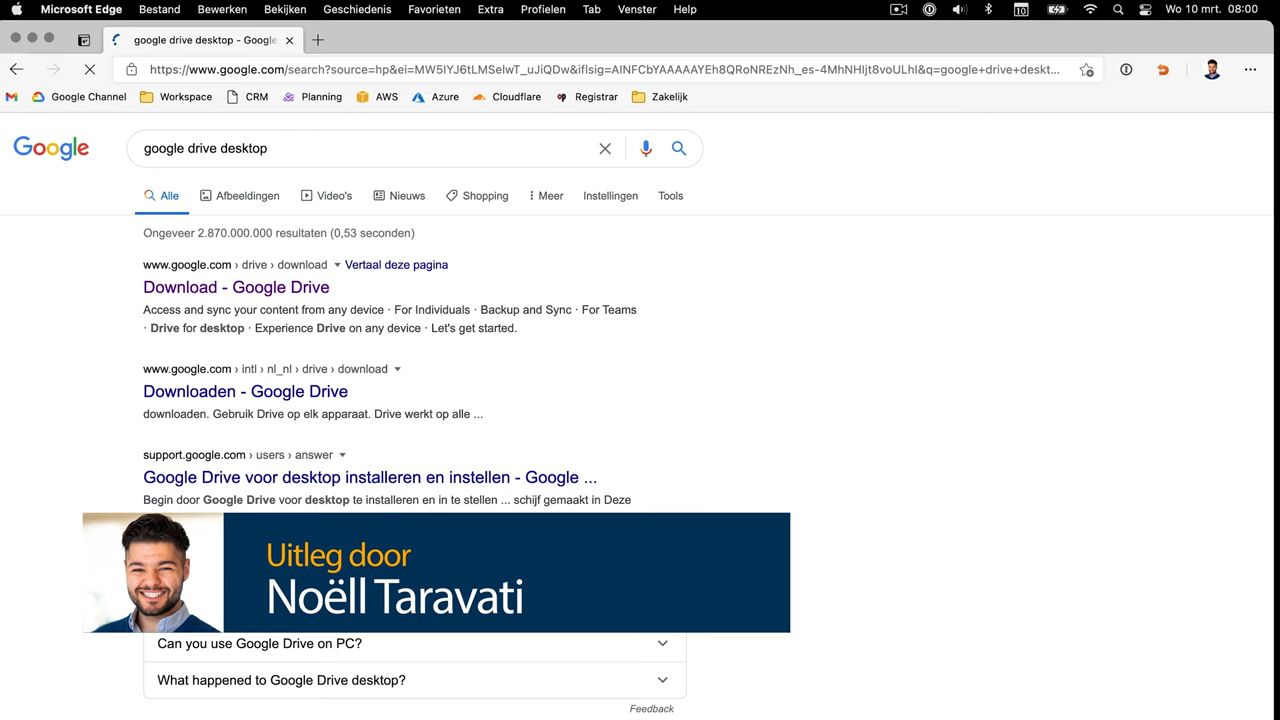 Microsoft Edge Bestand Bewerken Bekijken Geschiedenis Favorieten Extra Profielen Tab Venster Help 10 Wo 10 mrt. 08:00
google drive desktop - Google
https://www.google.com/search?source=hp&ei=MW5IYJ6tLMSelwT_uJiQDw&iflsig=AINFCbYAAAAAYEh8QRoNREzNh_es-4MhNHIjt8voULhI&q=google+drive+deskt...
Google Channel Workspace CRM Planning AWS Azure Cloudflare Registrar Zakelijk
Google google drive desktop
Alle Afbeeldingen Video's Nieuws Shopping Meer Instellingen Tools
Ongeveer 2.870.000.000 resultaten (0,53 seconden)
www.google.com › drive › download Vertaal deze pagina
Download - Google Drive
Access and sync your content from any device · For Individuals · Backup and Sync · For Teams
· Drive for desktop · Experience Drive on any device · Let's get started.
www.google.com › intl › nl_nl › drive › download
Downloaden - Google Drive
downloaden. Gebruik Drive op elk apparaat. Drive werkt op alle ...
support.google.com › users › answer
Google Drive voor desktop installeren en instellen - Google ...
Begin door Google Drive voor desktop te installeren en in te stellen ... schijf gemaakt in Deze
Uitleg door
Noëll Taravati
Can you use Google Drive on PC?
What happened to Google Drive desktop?
Feedback